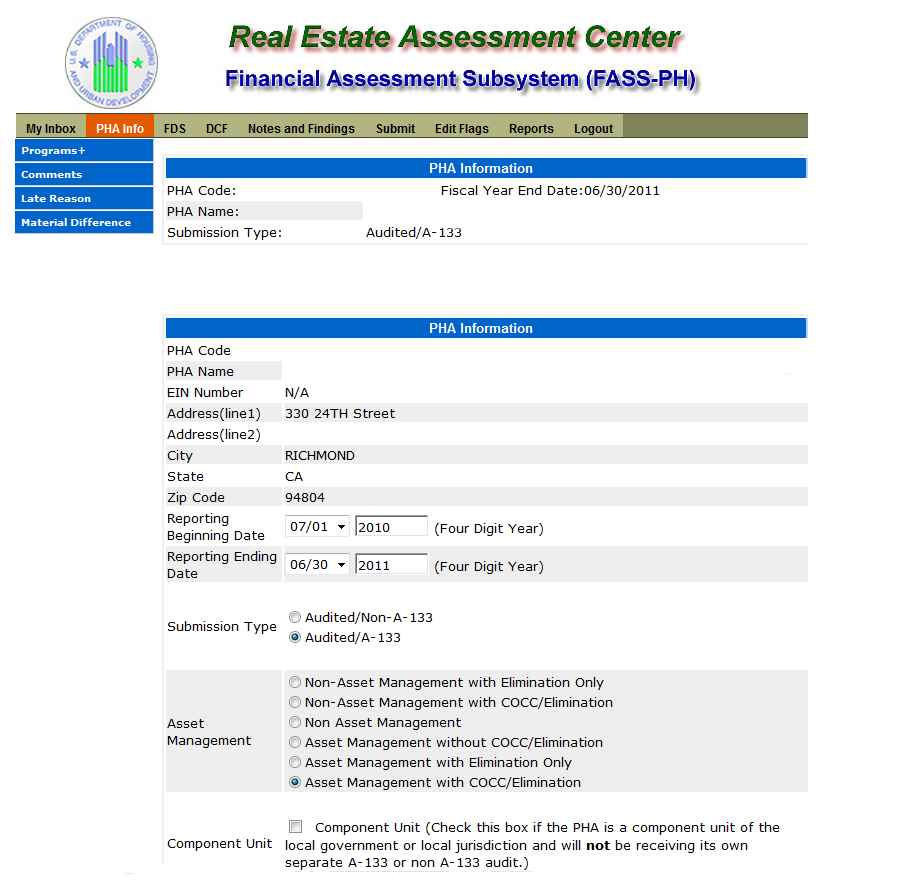 U.S. DEPARTMENT OF HOUSING AND URBAN DEVELOPMENT
Real Estate Assessment Center
Financial Assessment Subsystem (FASS-PH)
My Inbox PHA Info FDS DCF Notes and Findings Submit Edit Flags Reports Logout
Programs+
Comments
Late Reason
Material Difference
PHA Information
PHA Code: Fiscal Year End Date:06/30/2011
PHA Name:
Submission Type: Audited/A-133
PHA Information
PHA Code
PHA Name
EIN Number N/A
Address(line1) 330 24TH Street
Address(line2)
City RICHMOND
State CA
Zip Code 94804
Reporting
Beginning Date 07/01 2010 (Four Digit Year)
Reporting Ending
Date 06/30 2011 (Four Digit Year)
Submission Type
Audited/Non-A-133
Audited/A-133
Asset
Management
Non-Asset Management with Elimination Only
Non-Asset Management with COCC/Elimination
Non Asset Management
Asset Management without COCC/Elimination
Asset Management with Elimination Only
Asset Management with COCC/Elimination
Component Unit
Component Unit (Check this box if the PHA is a component unit of the
local government or local jurisdiction and will not be receiving its own
separate A-133 or non A-133 audit.)